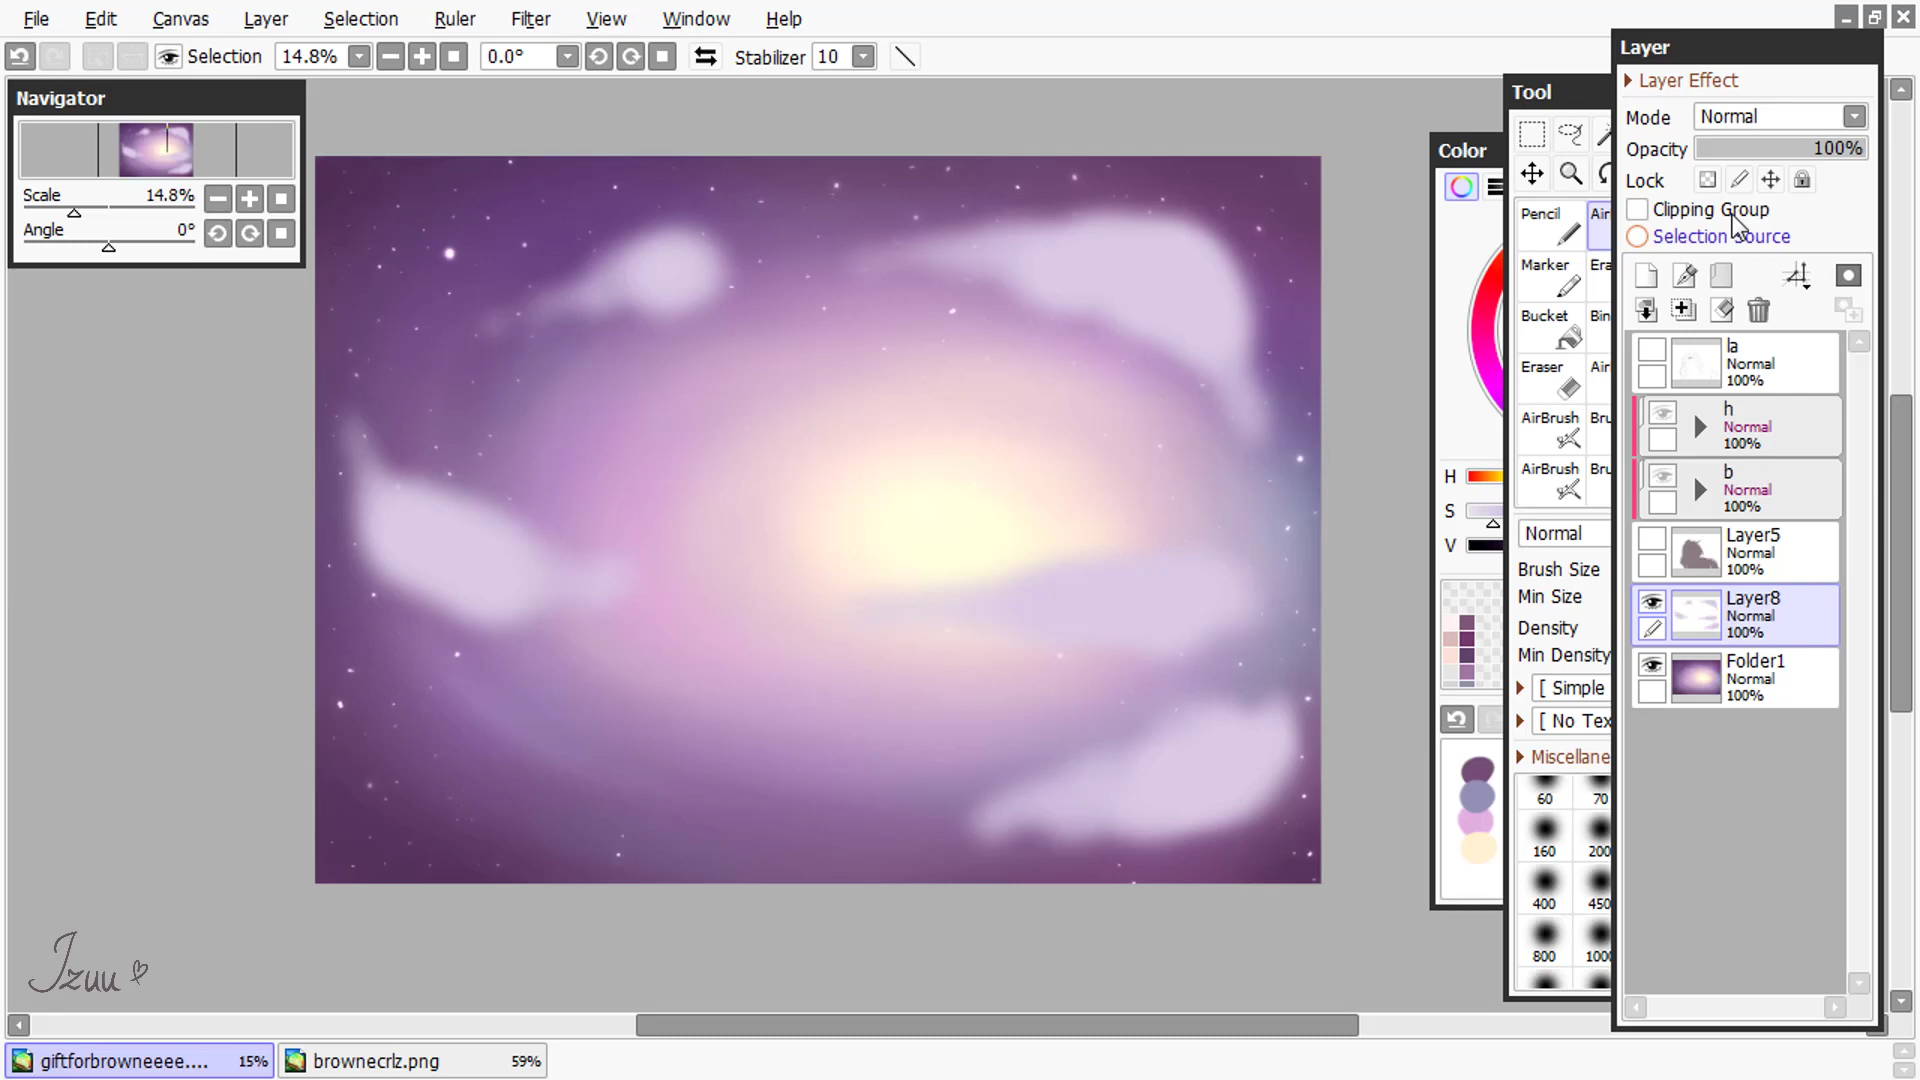 File Edit Canvas Layer Selection Ruler Filter View Window Help
Selection 14.8% 0.0° Stabilizer 10
Navigator
Scale 14.8%
Angle 0°
Color
H
S
V
Tool
Pencil Air
Marker Era
Bucket Bin
Eraser Air
AirBrush Bru
AirBrush Bru
Normal
Brush Size
Min Size
Density
Min Density
[ Simple
[ No Tex
Miscellane
60 70
160 200
400 450
800 1000
Layer
Layer Effect
Mode Normal
Opacity 100%
Lock
Clipping Group
Selection Source
la
Normal
100%
h
Normal
100%
b
Normal
100%
Layer5
Normal
100%
Layer8
Normal
100%
Folder1
Normal
100%
Izuu
giftforbrowneeee.... 15% brownecrlz.png 59%